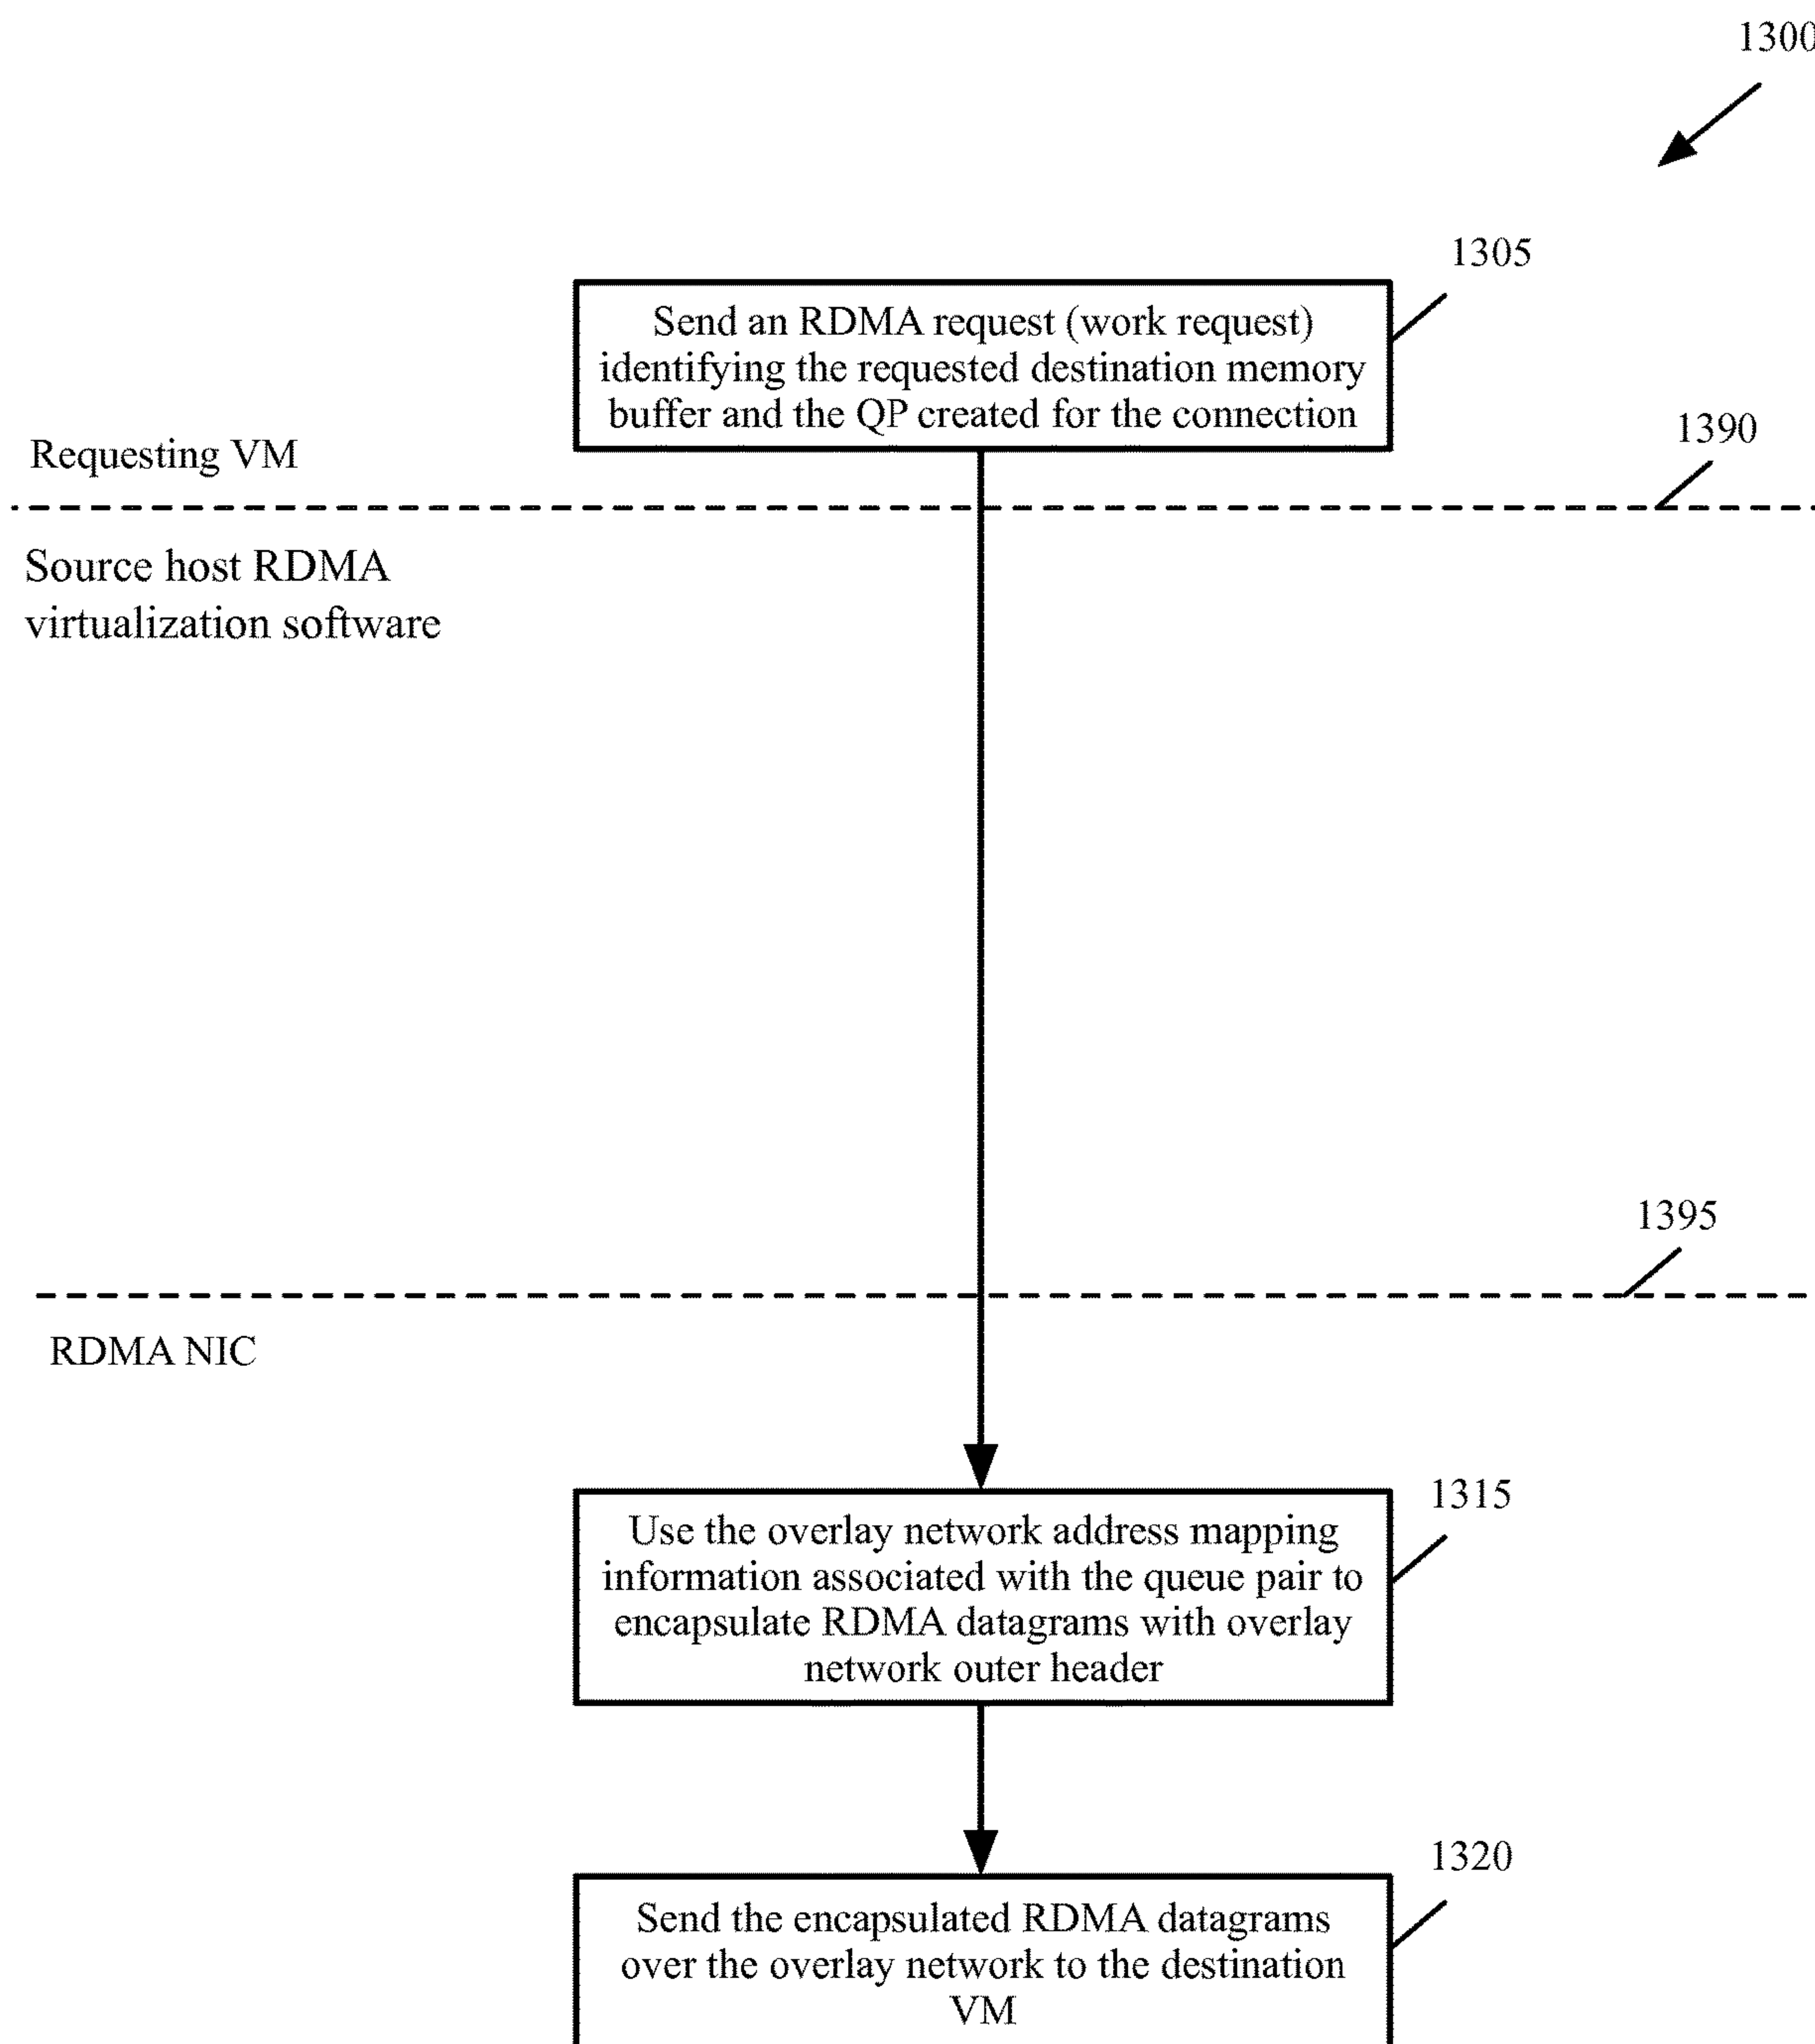 1300
1305
Send an RDMA request (work request)
identifying the requested destination memory
buffer and the QP created for the connection
1390
Requesting VM
Source host RDMA
virtualization software
1395
RDMA NIC
1315
Use the overlay network address mapping
information associated with the queue pair to
encapsulate RDMA datagrams with overlay
network outer header
1320
Send the encapsulated RDMA datagrams
over the overlay network to the destination
VM